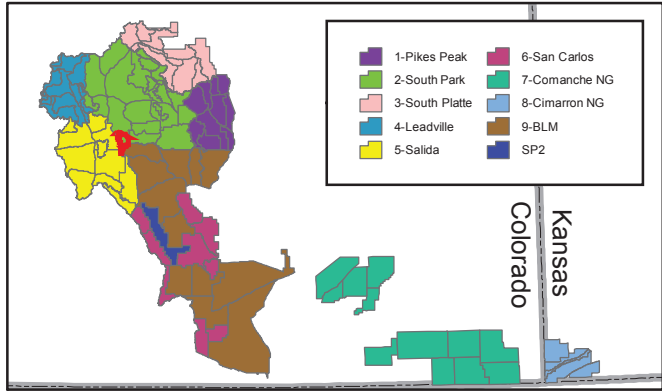 1-Pikes Peak
2-South Park
3-South Platte
4-Leadville
5-Salida
6-San Carlos
7-Comanche NG
8-Cimarron NG
9-BLM
SP2
Kansas
Colorado